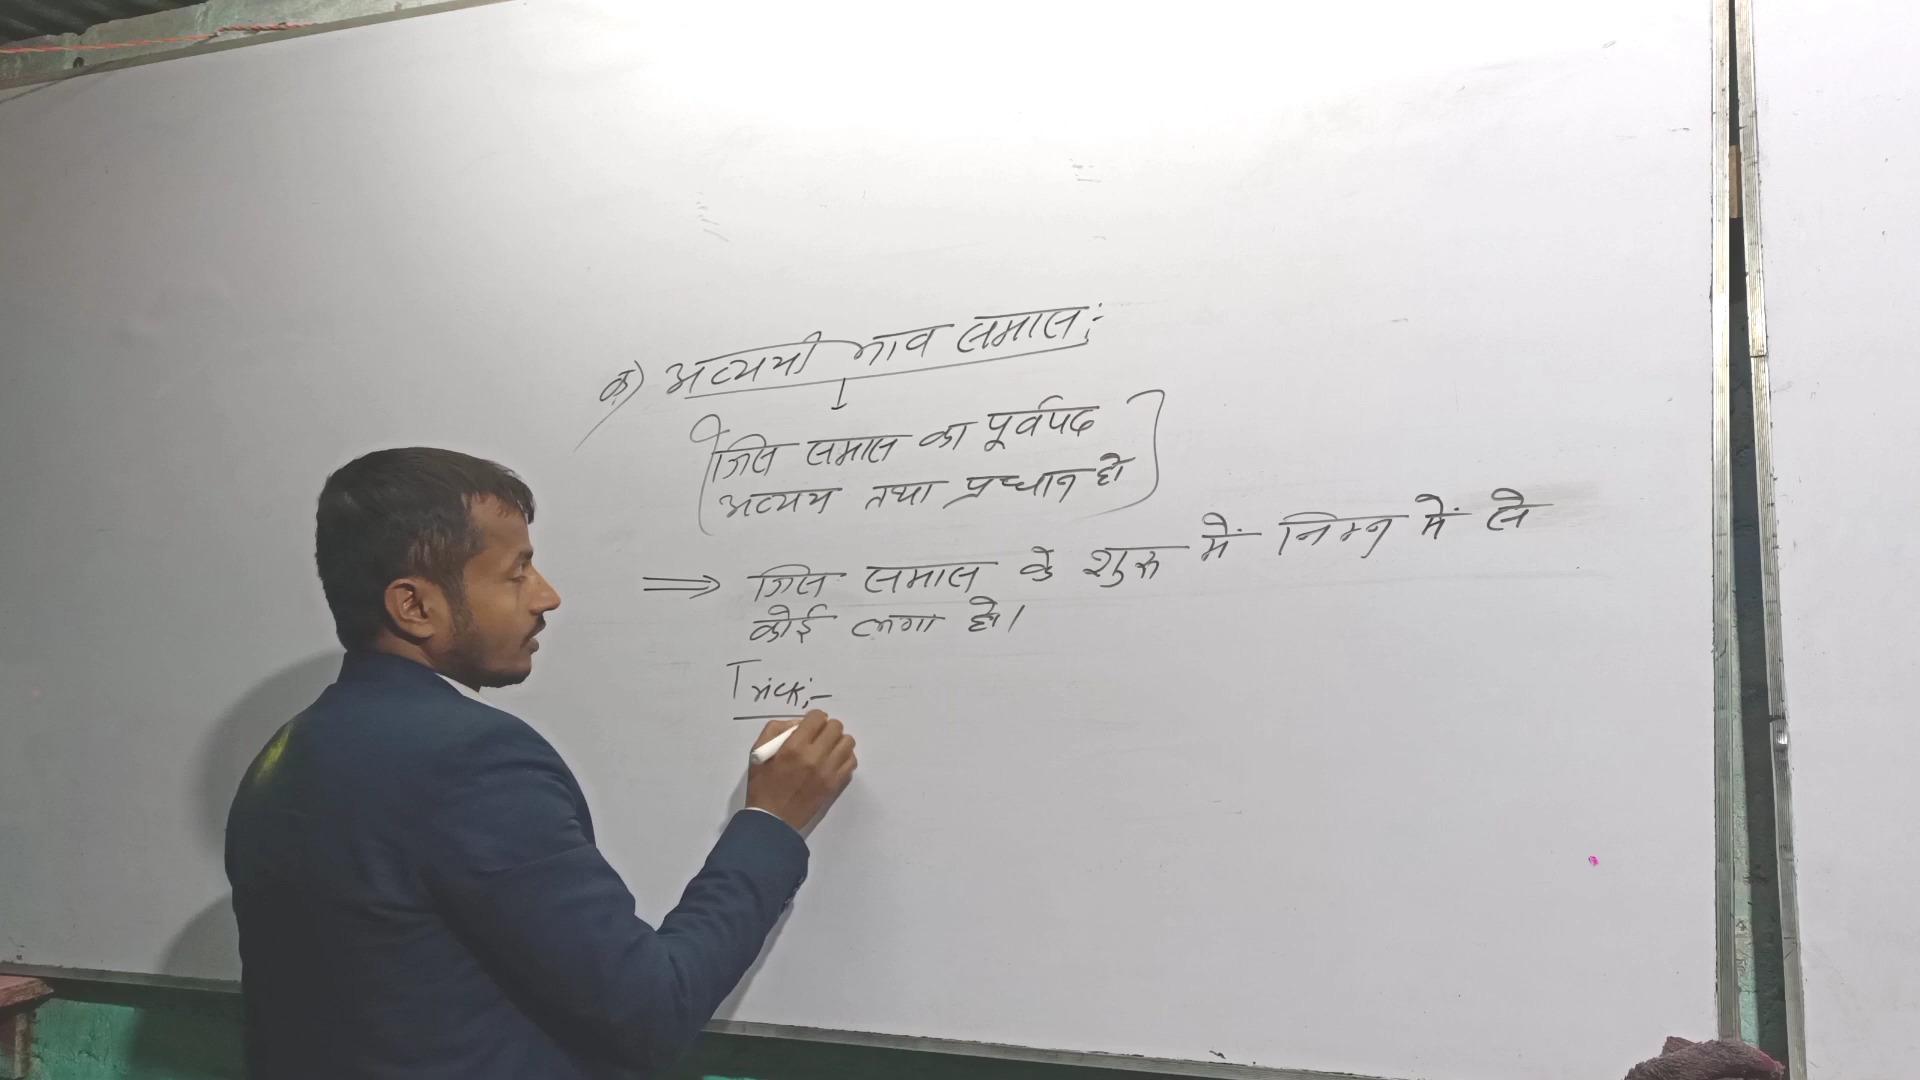 क) अव्ययी भाव समास:-
जिस समास का पूर्वपद
अव्यय तथा प्रधान हो
⇒ जिस समास के शुरू में निम्न में से
कोई लगा हो।
Trick:-